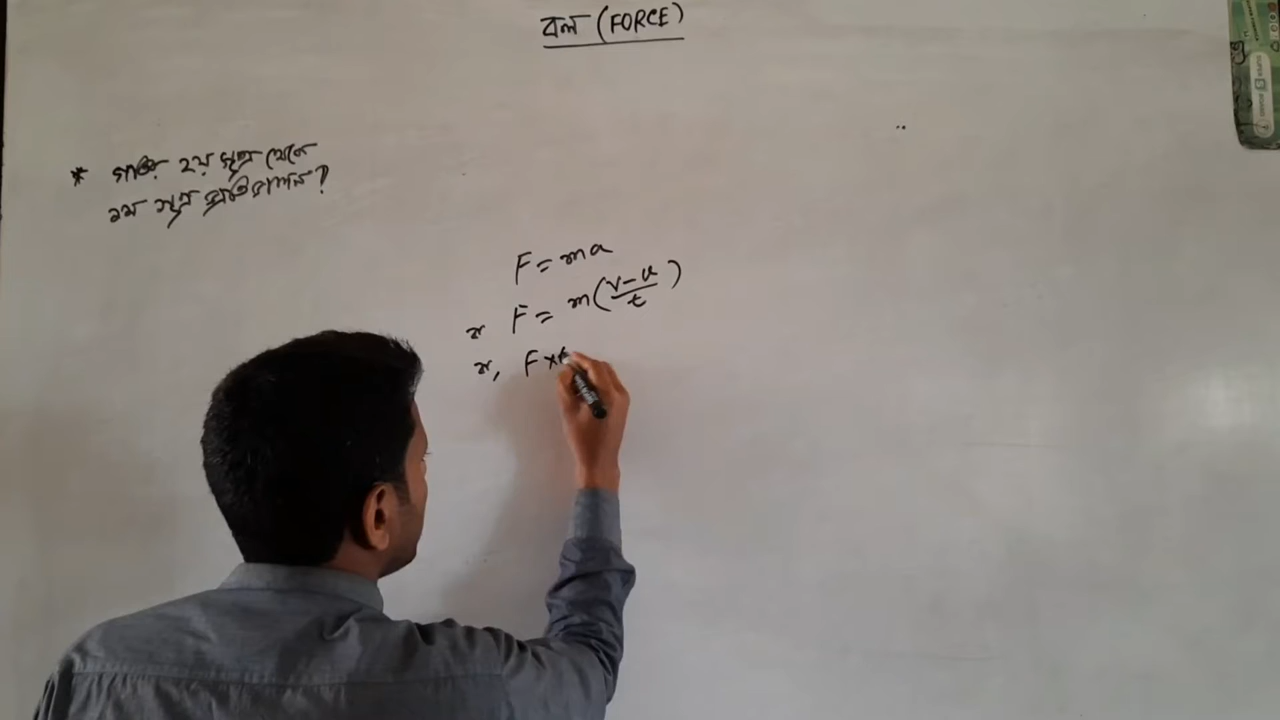 বল (FORCE)
* গতির ২য় সূত্র থেকে
১ম সূত্র প্রতিপাদন?
F = ma
বা F = m(v-u/t)
বা, F×t